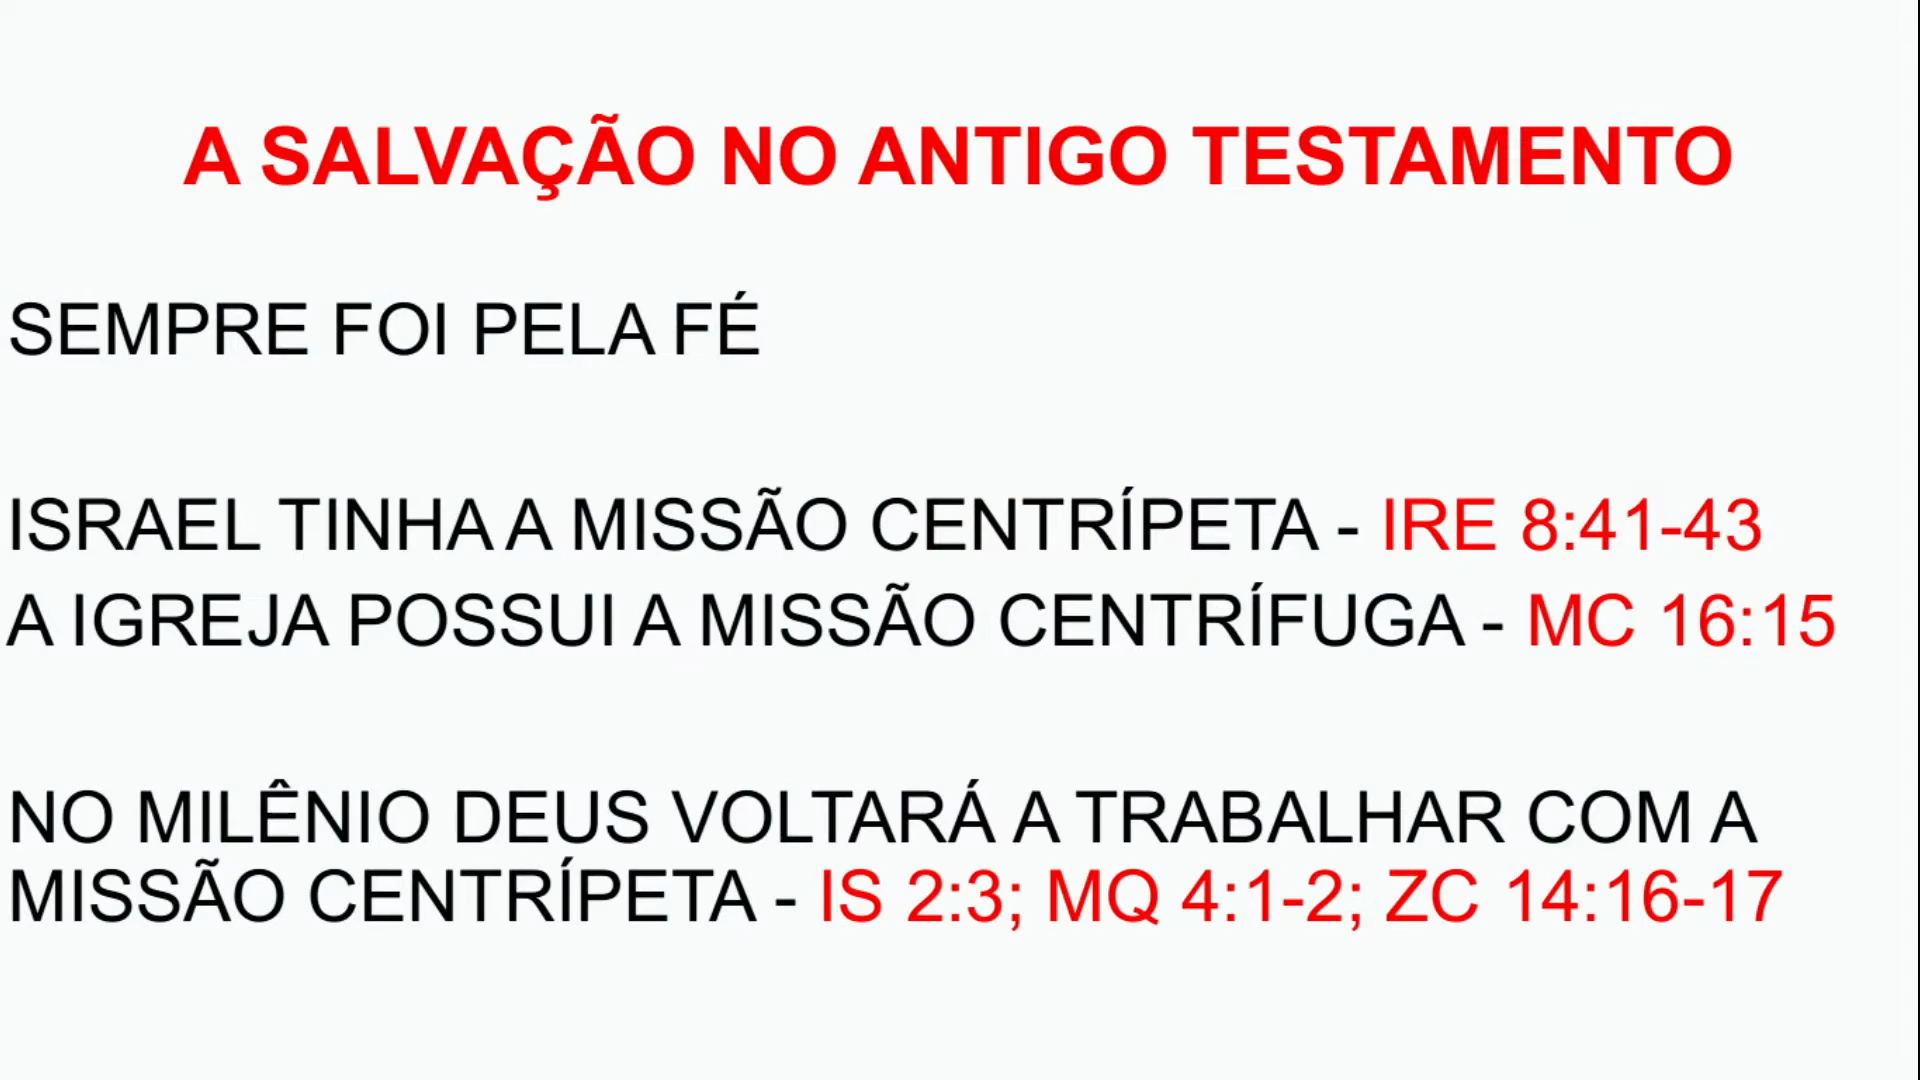 A SALVAÇÃO NO ANTIGO TESTAMENTO
SEMPRE FOI PELA FÉ
ISRAEL TINHA A MISSÃO CENTRÍPETA - IRE 8:41-43
A IGREJA POSSUI A MISSÃO CENTRÍFUGA - MC 16:15
NO MILÊNIO DEUS VOLTARÁ A TRABALHAR COM A
MISSÃO CENTRÍPETA - IS 2:3; MQ 4:1-2; ZC 14:16-17